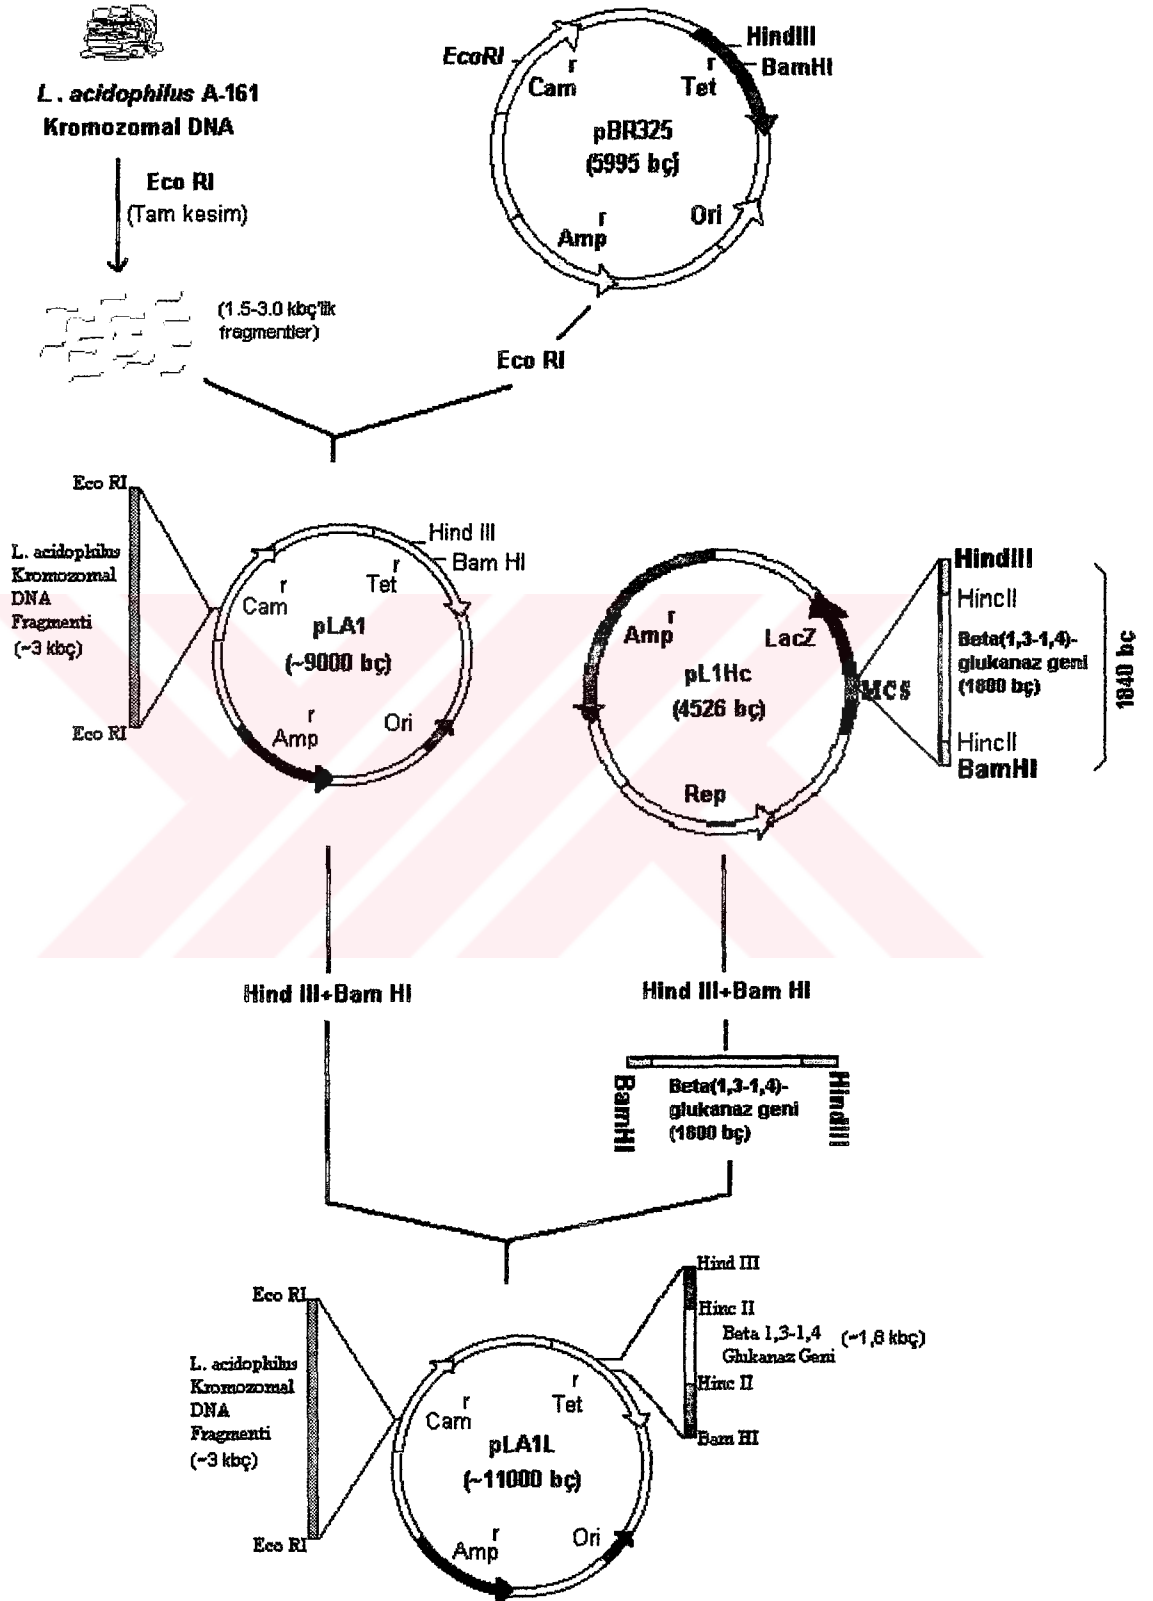 L. acidophilus A-161
Kromozomal DNA
Eco RI
(Tam kesim)
(1.5-3.0 kbç'lik
fragmentler)
EcoRI
HindIII
BamHI
r
Cam
r
Tet
pBR325
(5995 bç)
r
Amp
Ori
Eco RI
Eco RI
L. acidophilus
Kromozomal
DNA
Fragmenti
(~3 kbç)
Eco RI
Hind III
Bam HI
r
Cam
r
Tet
pLA1
(~9000 bç)
r
Amp
Ori
r
Amp
LacZ
pL1Hc
(4526 bç)
MCS
Rep
HindIII
HincII
Beta(1,3-1,4)-
glukanaz geni
(1800 bç)
HincII
BamHI
1840 bç
Hind III+Bam HI
Hind III+Bam HI
BamHI
Beta(1,3-1,4)-
glukanaz geni
(1800 bç)
HindIII
Eco RI
L. acidophilus
Kromozomal
DNA
Fragmenti
(~3 kbç)
Eco RI
Hind III
Hinc II
Beta 1,3-1,4
Glukanaz Geni
(~1,8 kbç)
Hinc II
Bam HI
r
Cam
r
Tet
pLA1L
(~11000 bç)
r
Amp
Ori